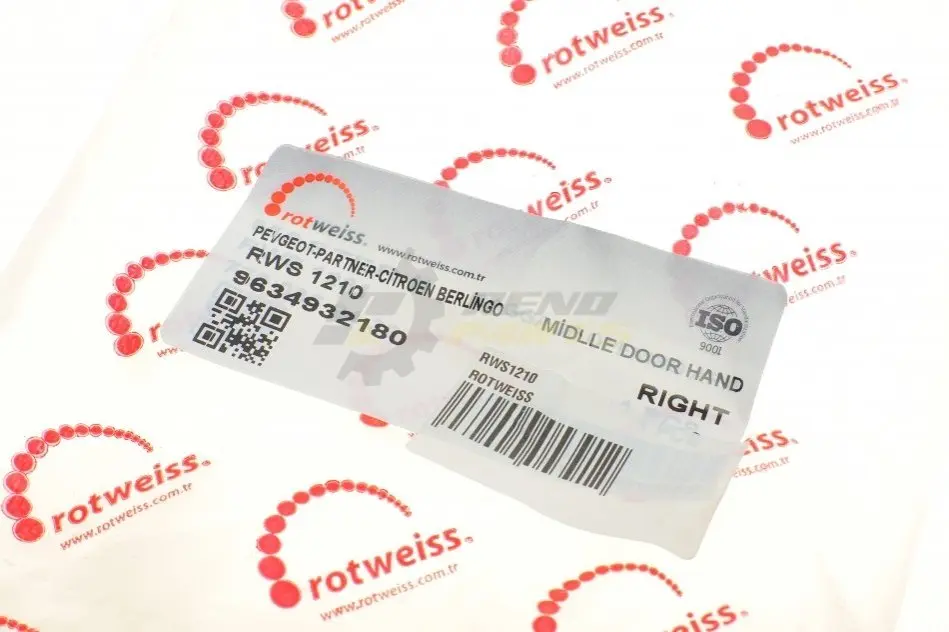 rotweiss.
www.rotweiss.com.tr
rotweiss.
www.rotweiss.com.tr
rotweiss.
www.rotweiss.com.tr
rotweiss.
rotweiss.
www.rotweiss.com.tr
PEVGEOT-PARTNER-CİTROEN BERLİNGO
MİDLLE DOOR HAND
RWS 1210
9634932180
RIGHT
ISO
9001
RWS1210
ROTWEISS
rotweiss.
www.rotweiss.com.tr
rotweiss.
www.rotweiss.com.tr
rotweiss.
www.rotweiss.com.tr
rotweiss.
www.rotweiss.com.tr
rotweiss.